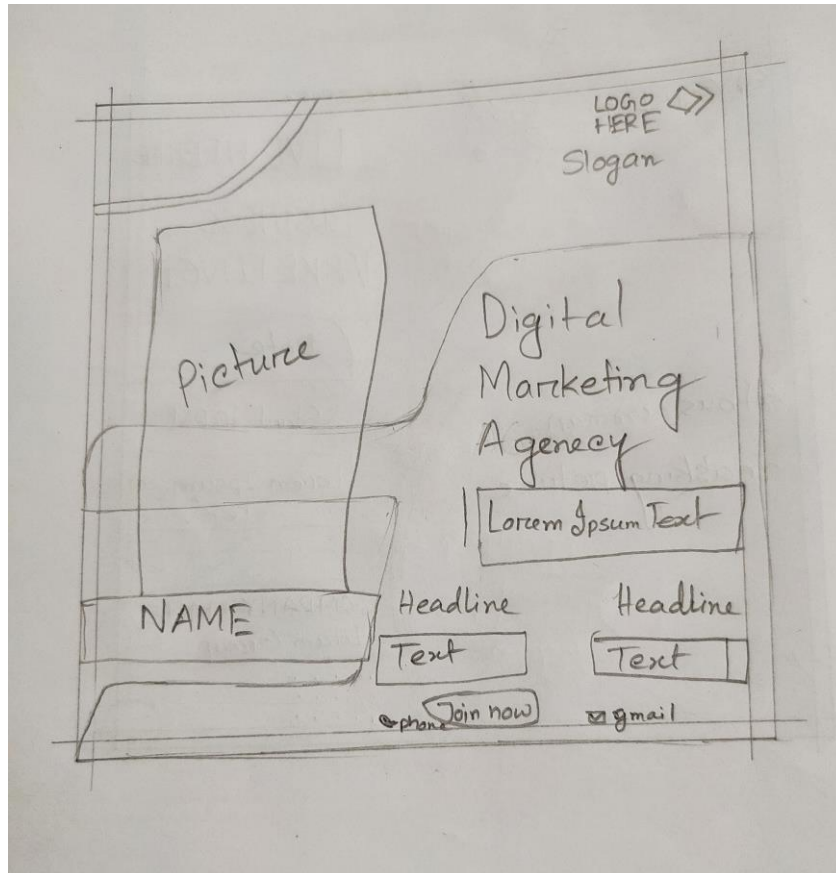 LOGO
HERE
Slogan
Picture
Digital
Marketing
Agenecy
Lorem Ipsum Text
NAME
Headline
Headline
Text
Text
Join now
phone
gmail